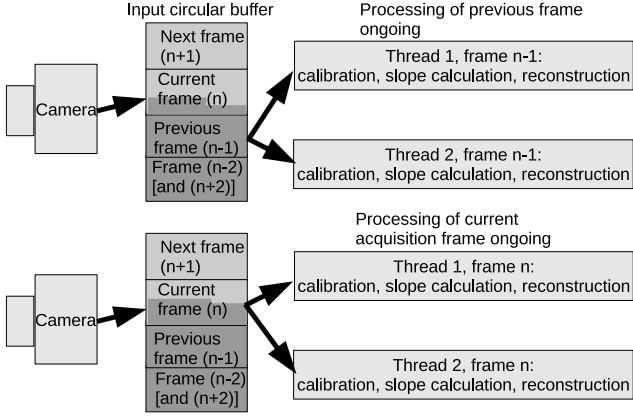 Input circular buffer
Processing of previous frame
ongoing
Next frame
(n+1)
Current
frame (n)
Previous
frame (n-1)
Frame (n-2)
[and (n+2)]
Camera
Thread 1, frame n-1:
calibration, slope calculation, reconstruction
Thread 2, frame n-1:
calibration, slope calculation, reconstruction
Processing of current
acquisition frame ongoing
Next frame
(n+1)
Current
frame (n)
Previous
frame (n-1)
Frame (n-2)
[and (n+2)]
Camera
Thread 1, frame n:
calibration, slope calculation, reconstruction
Thread 2, frame n:
calibration, slope calculation, reconstruction